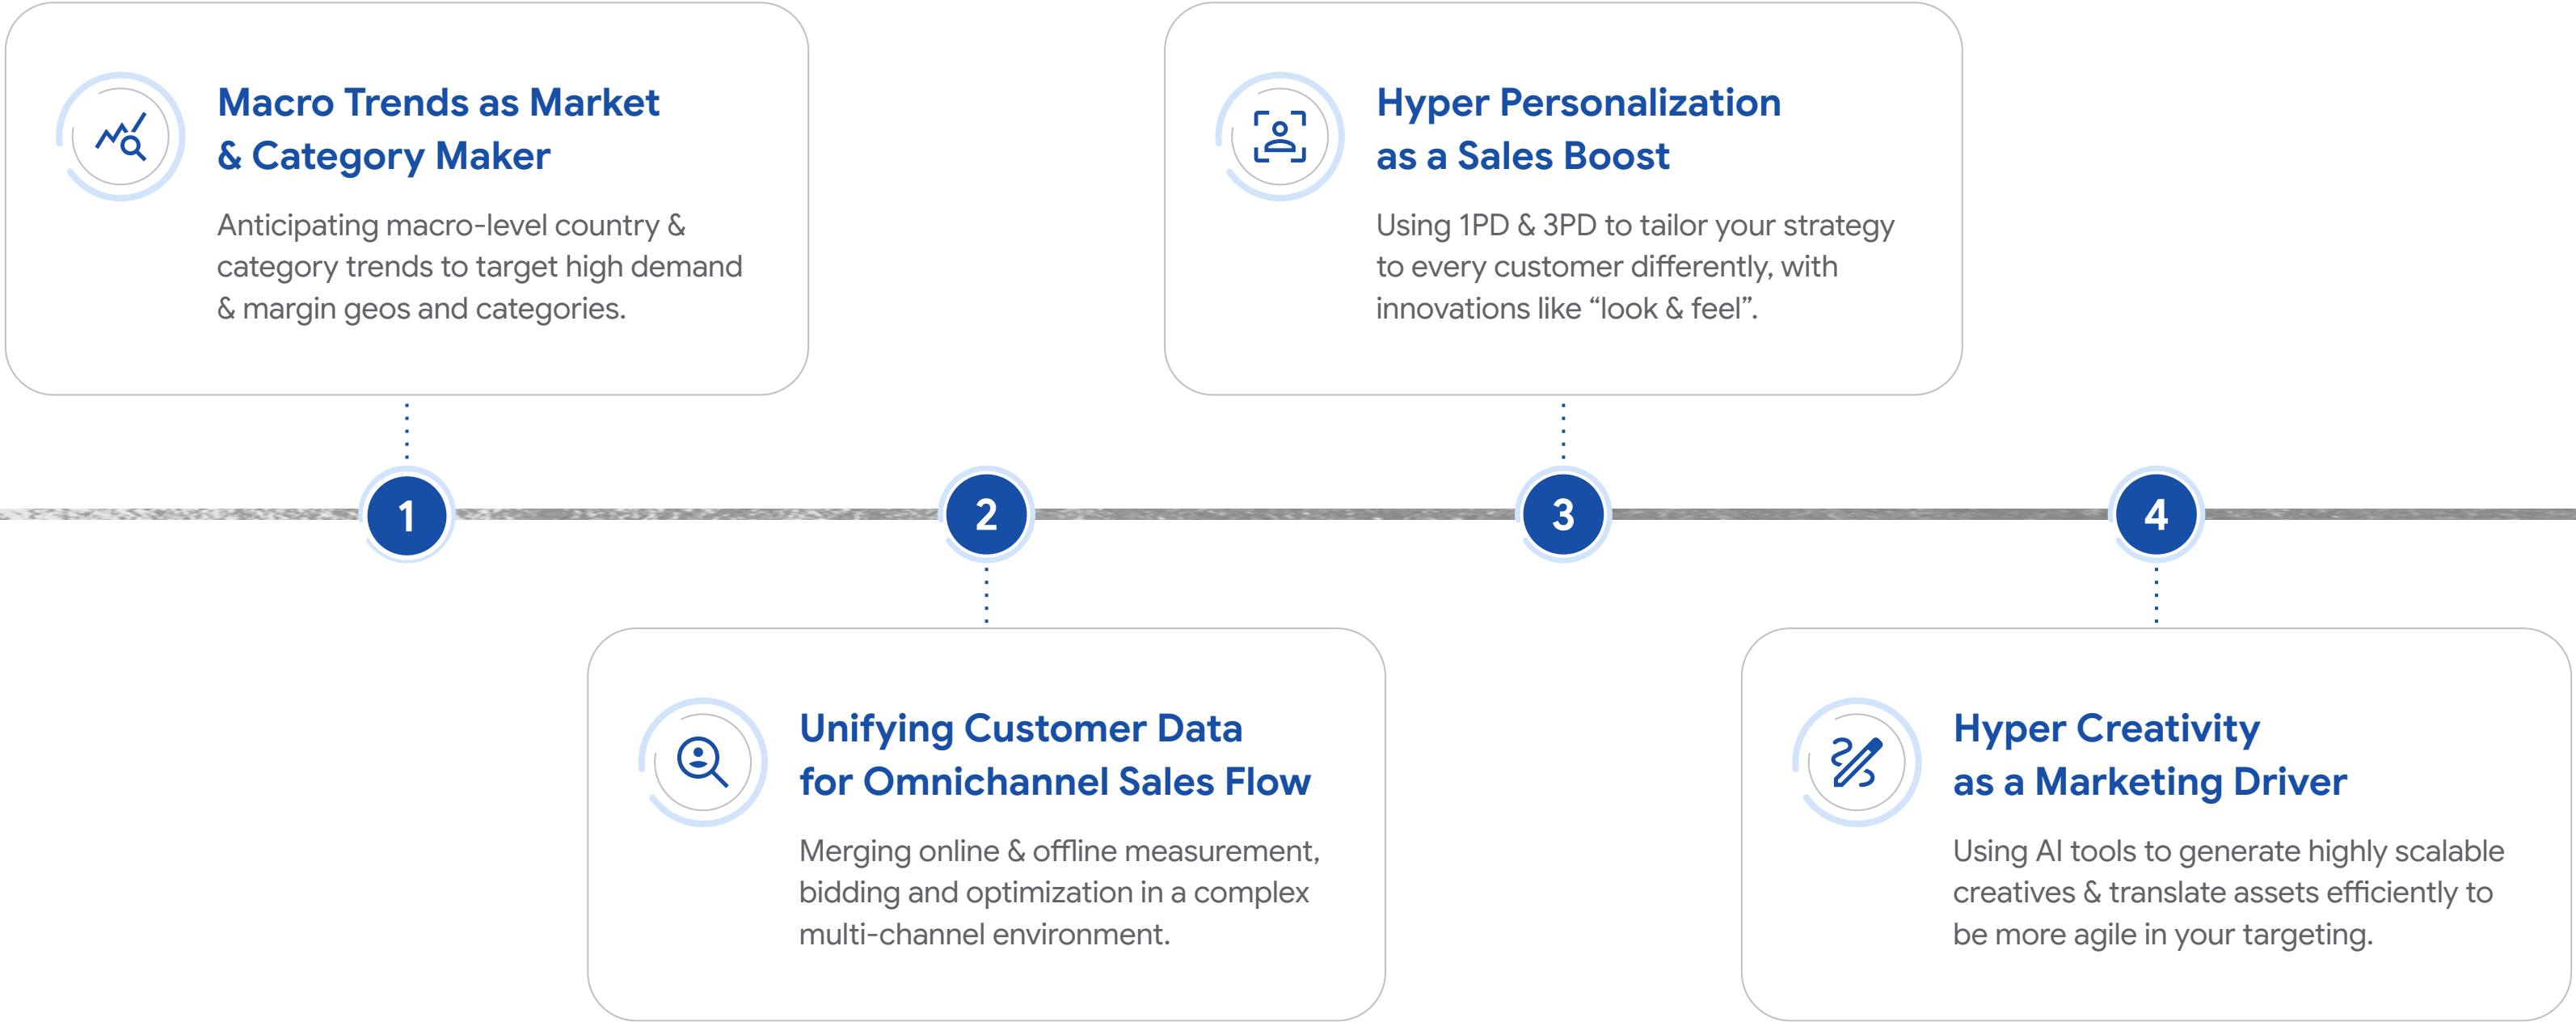 Macro Trends as Market
& Category Maker
Anticipating macro-level country &
category trends to target high demand
& margin geos and categories.
Hyper Personalization
as a Sales Boost
Using 1PD & 3PD to tailor your strategy
to every customer differently, with
innovations like “look & feel”.
1
2
3
4
Unifying Customer Data
for Omnichannel Sales Flow
Merging online & offline measurement,
bidding and optimization in a complex
multi-channel environment.
Hyper Creativity
as a Marketing Driver
Using AI tools to generate highly scalable
creatives & translate assets efficiently to
be more agile in your targeting.